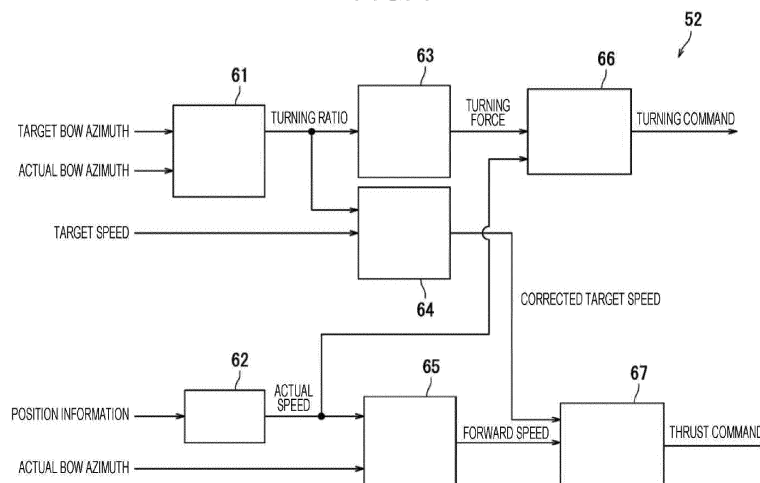 52
61
63
66
TARGET BOW AZIMUTH
TURNING RATIO
TURNING
FORCE
TURNING COMMAND
ACTUAL BOW AZIMUTH
TARGET SPEED
64
CORRECTED TARGET SPEED
62
65
67
POSITION INFORMATION
ACTUAL
SPEED
FORWARD SPEED
THRUST COMMAND
ACTUAL BOW AZIMUTH